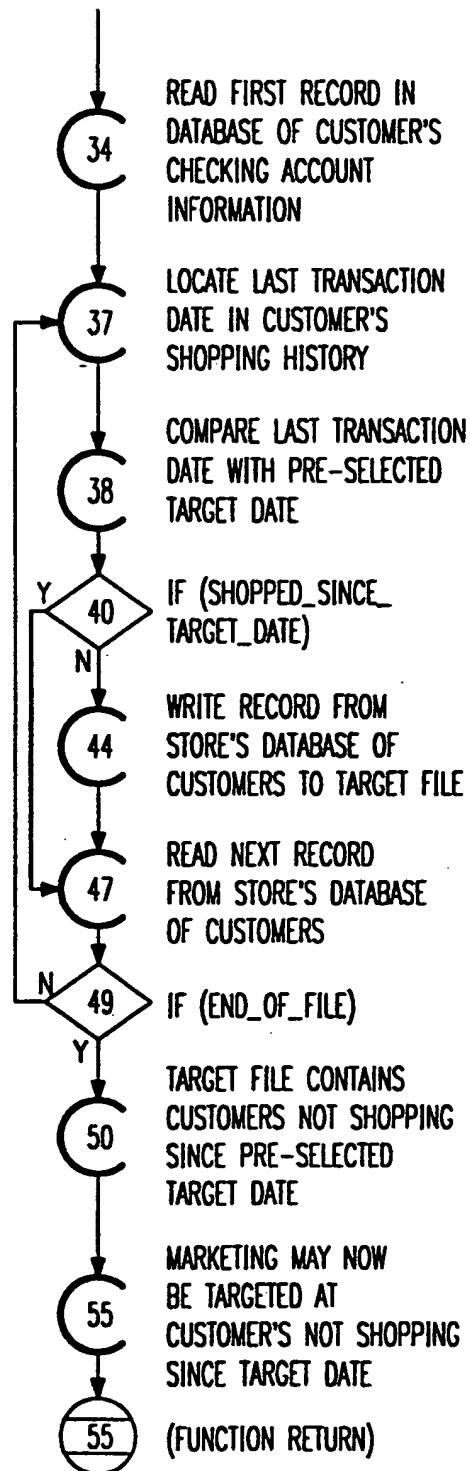 34
READ FIRST RECORD IN
DATABASE OF CUSTOMER'S
CHECKING ACCOUNT
INFORMATION
37
LOCATE LAST TRANSACTION
DATE IN CUSTOMER'S
SHOPPING HISTORY
38
COMPARE LAST TRANSACTION
DATE WITH PRE-SELECTED
TARGET DATE
Y
40
N
IF (SHOPPED_SINCE_
TARGET_DATE)
44
WRITE RECORD FROM
STORE'S DATABASE OF
CUSTOMERS TO TARGET FILE
47
READ NEXT RECORD
FROM STORE'S DATABASE
OF CUSTOMERS
N
49
Y
IF (END_OF_FILE)
50
TARGET FILE CONTAINS
CUSTOMERS NOT SHOPPING
SINCE PRE-SELECTED
TARGET DATE
55
MARKETING MAY NOW
BE TARGETED AT
CUSTOMER'S NOT SHOPPING
SINCE TARGET DATE
55
(FUNCTION RETURN)